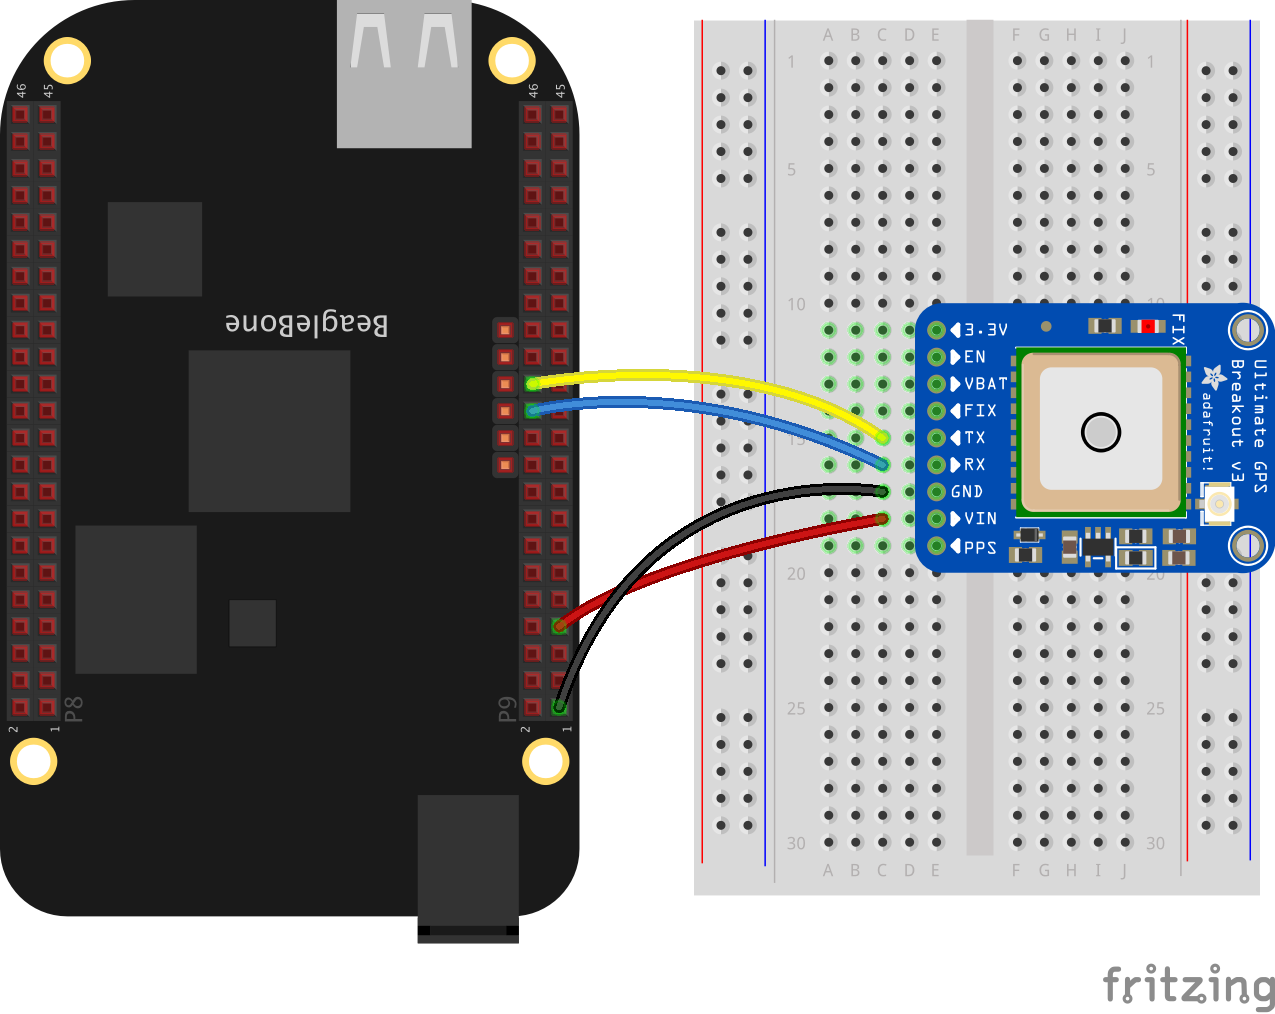 46 45
46 45
BeagleBone
P8
2 1
P9
2 1
A B C D E F G H I J
1 1
5 5
10 10
15
20 20
25 25
30 30
A B C D E F G H I J
3.3V
EN
VBAT
FIX
TX
RX
GND
VIN
PPS
FIX
Ultimate GPS
Breakout v3
adafruit!
fritzing